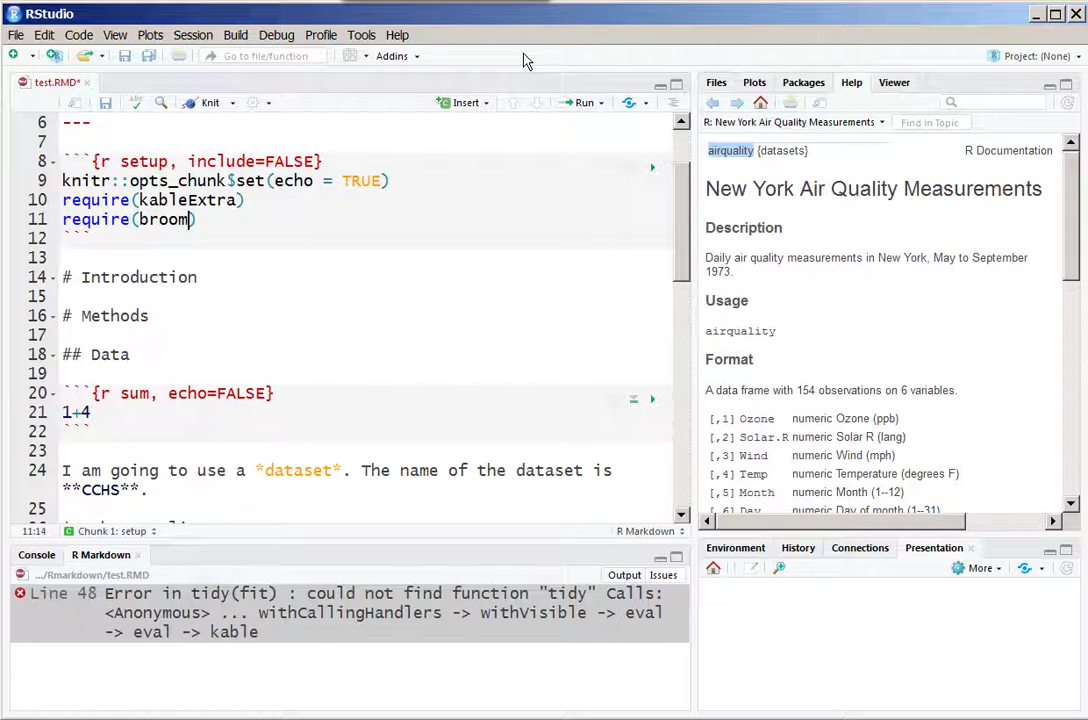 RStudio
File Edit Code View Plots Session Build Debug Profile Tools Help
Go to file/function Addins Project: (None)
test.RMD*
Knit Insert Run
6 ---
7
8 ```{r setup, include=FALSE}
9 knitr::opts_chunk$set(echo = TRUE)
10 require(kableExtra)
11 require(broom)
12 ```
13
14 # Introduction
15
16 # Methods
17
18 ## Data
19
20 ```{r sum, echo=FALSE}
21 1+4
22 ```
23
24 I am going to use a *dataset*. The name of the dataset is
**CCHS**.
25
11:14 Chunk 1: setup R Markdown
Console R Markdown
.../Rmarkdown/test.RMD Output Issues
Line 48 Error in tidy(fit) : could not find function "tidy" Calls:
<Anonymous> ... withCallingHandlers -> withVisible -> eval
-> eval -> kable
Files Plots Packages Help Viewer
R: New York Air Quality Measurements Find in Topic
airquality {datasets} R Documentation
New York Air Quality Measurements
Description
Daily air quality measurements in New York, May to September
1973.
Usage
airquality
Format
A data frame with 154 observations on 6 variables.
[,1] Ozone numeric Ozone (ppb)
[,2] Solar.R numeric Solar R (lang)
[,3] Wind numeric Wind (mph)
[,4] Temp numeric Temperature (degrees F)
[,5] Month numeric Month (1--12)
[,6] Day numeric Day of month (1--31)
Environment History Connections Presentation
More